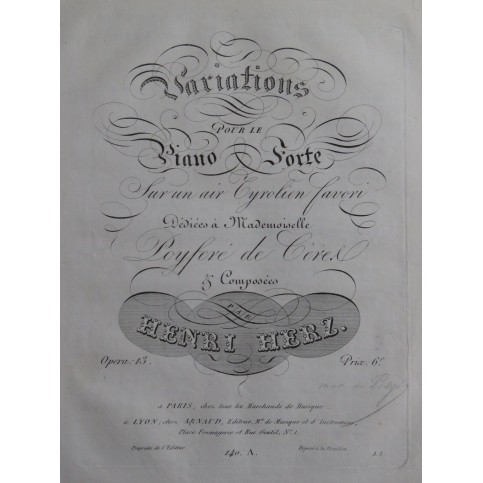 Variations
POUR LE
Piano Forte
Sur un air Tyrolien favori
Dédiées à Mademoiselle
Poyferé de Cère
& Composées
PAR
HENRI HERZ.
Opera. 13. Prix. 6f.
à PARIS, chez tous les Marchands de Musique
à LYON, chez ARNAUD, Editeur, Md. de Musique et d'Instrumens,
Place Fromagerie et Rue Gentil, No. 1.
Propriété de l'Editeur Déposé à la Direction
140. A.